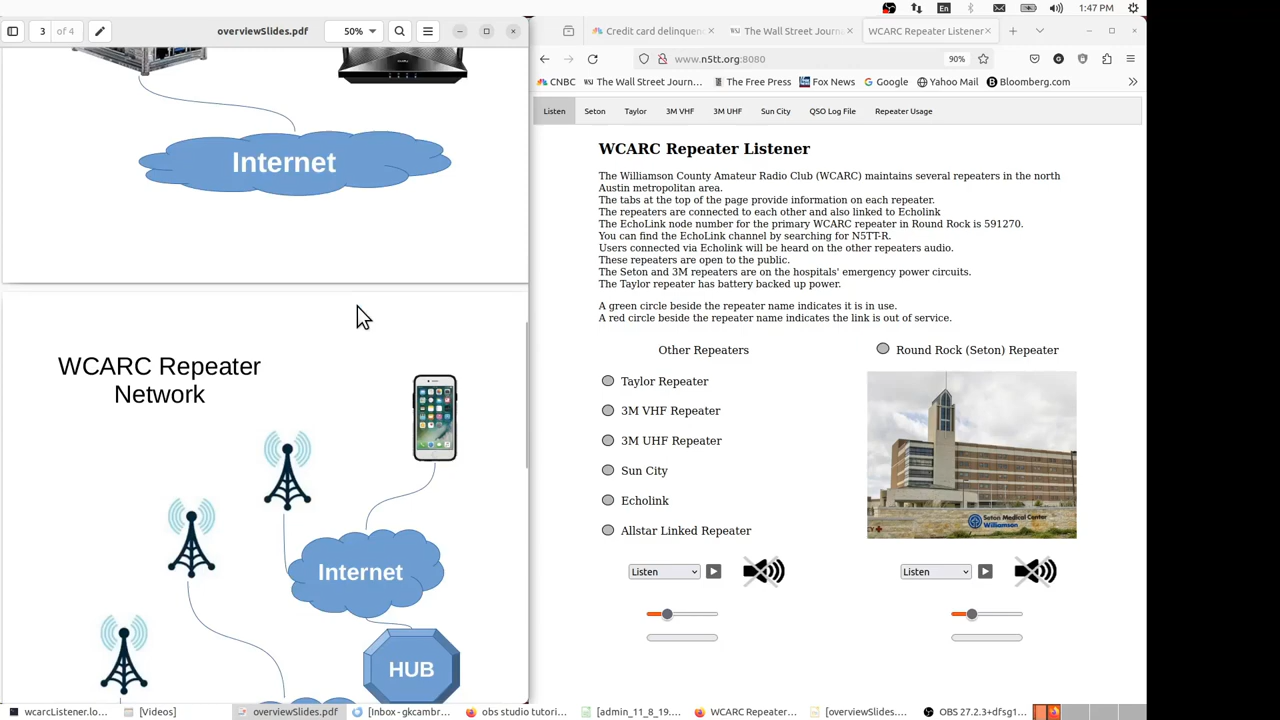 En
1:47 PM
3 of 4
overviewSlides.pdf
50%
Credit card delinquenc
The Wall Street Journ
WCARC Repeater Listener
www.n5tt.org:8080
90%
CNBC
The Wall Street Journ...
The Free Press
Fox News
Google
Yahoo Mail
Bloomberg.com
Internet
WCARC Repeater
Network
Internet
HUB
Listen
Seton
Taylor
3M VHF
3M UHF
Sun City
QSO Log File
Repeater Usage
WCARC Repeater Listener
The Williamson County Amateur Radio Club (WCARC) maintains several repeaters in the north
Austin metropolitan area.
The tabs at the top of the page provide information on each repeater.
The repeaters are connected to each other and also linked to Echolink
The EchoLink node number for the primary WCARC repeater in Round Rock is 591270.
You can find the EchoLink channel by searching for N5TT-R.
Users connected via Echolink will be heard on the other repeaters audio.
These repeaters are open to the public.
The Seton and 3M repeaters are on the hospitals' emergency power circuits.
The Taylor repeater has battery backed up power.
A green circle beside the repeater name indicates it is in use.
A red circle beside the repeater name indicates the link is out of service.
Other Repeaters
Round Rock (Seton) Repeater
Taylor Repeater
3M VHF Repeater
3M UHF Repeater
Sun City
Echolink
Allstar Linked Repeater
Seton Medical Center
Williamson
Listen
Listen
wcarcListener.lo...
[Videos]
overviewSlides.pdf
[Inbox - gkcambr...
obs studio tutori...
[admin_11_8_19....
WCARC Repeater...
[overviewSlides....
OBS 27.2.3+dfsg1...